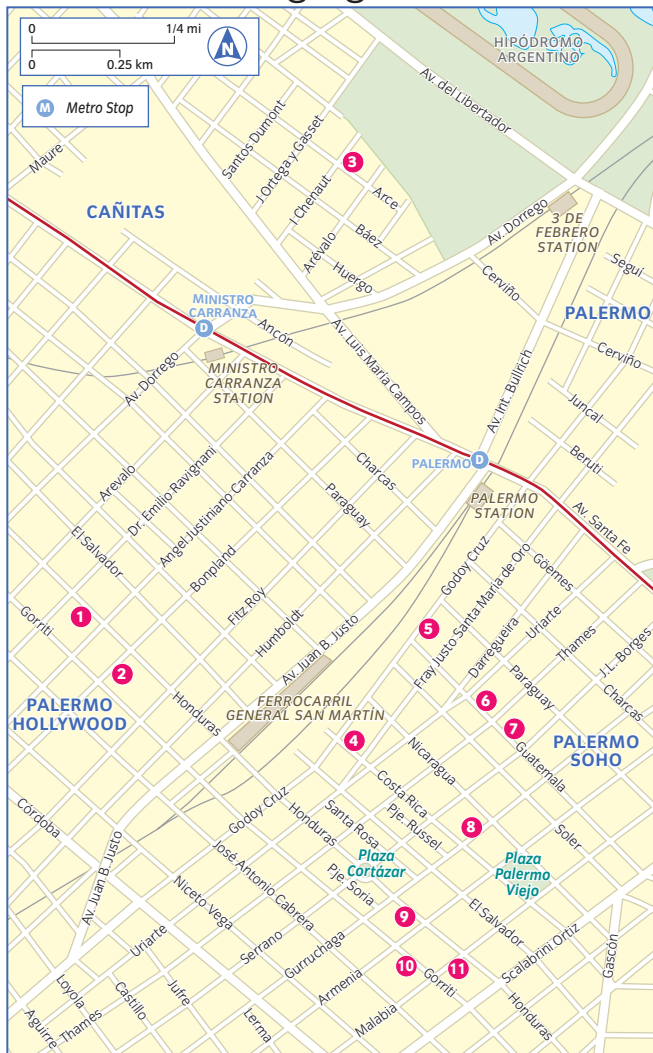 0 1/4 mi
0 0.25 km
N
M Metro Stop
HIPÓDROMO
ARGENTINO
Av. del Libertador
Santos Dumont
J Ortega y Gasset
3
Maure
I Chenaut
Arce
CAÑITAS
Báez
Av. Dorrego
3 DE
FEBRERO
STATION
Arévalo
Huergo
Segui
Cerviño
MINISTRO
CARRANZA
D
PALERMO
Ancón
Av. Luis Maria Campos
Av. Int. Bullrich
Cerviño
Av. Dorrego
MINISTRO
CARRANZA
STATION
Juncal
Beruti
PALERMO
D
Charcas
Arevalo
Dr. Emilio Ravignani
Angel Justiniano Carranza
Paraguay
PALERMO
STATION
Av. Santa Fe
El Salvador
Bonpland
Godoy Cruz
Fray Justo Santa Maria de Oro
Göemes
Fitz Roy
Humboldt
1
Gorriti
5
Darregueira
Uriarte
Thames
J.L. Borges
Av. Juan B. Justo
2
Paraguay
Charcas
PALERMO
HOLLYWOOD
Honduras
FERROCARRIL
GENERAL SAN MARTÍN
6
7
4
Nicaragua
Guatemala
PALERMO
SOHO
Costa Rica
Córdoba
Godoy Cruz
Honduras
Santa Rosa
Pje. Russel
8
Soler
Av. Juan B. Justo
José Antonio Cabrera
Plaza
Cortázar
Plaza
Palermo
Viejo
Niceto Vega
Pje. Soria
9
El Salvador
Uriarte
Serrano
Gurruchaga
Scalabrini Ortiz
Gascón
10
11
Gorriti
Loyola
Castillo
Jufre
Armenia
Honduras
Aguirre
Thames
Lerma
Malabia